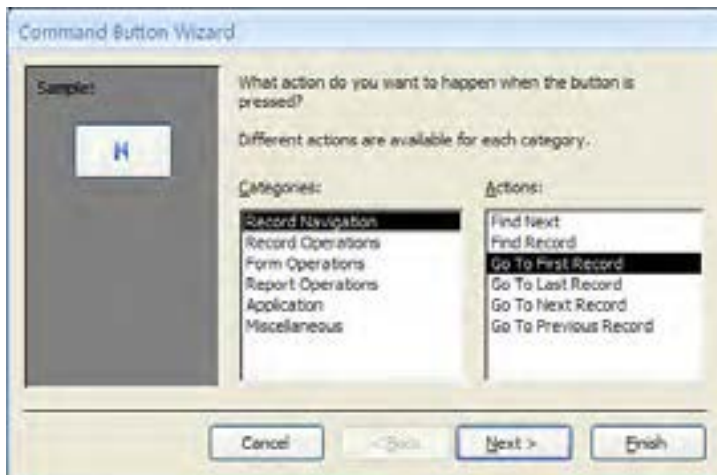 Command Button Wizard
Sample:
What action do you want to happen when the button is
pressed?
Different actions are available for each category.
Categories:
Record Navigation
Record Operations
Form Operations
Report Operations
Application
Miscellaneous
Actions:
Find Next
Find Record
Go To First Record
Go To Last Record
Go To Next Record
Go To Previous Record
Cancel
< Back
Next >
Finish